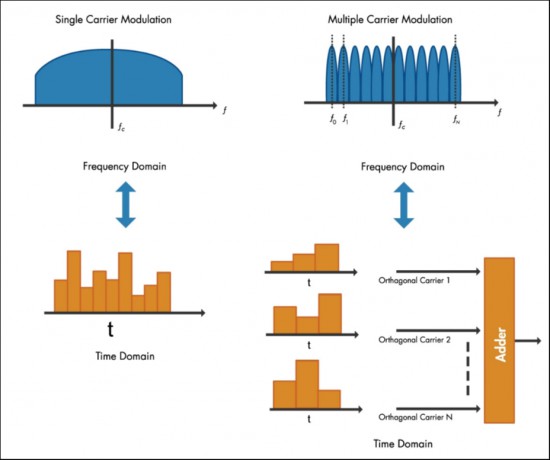 Single Carrier Modulation
Multiple Carrier Modulation
f
fc
f
f0 f1 fc fN
Frequency Domain
Frequency Domain
t
Time Domain
t
Orthogonal Carrier 1
t
Orthogonal Carrier 2
t
Orthogonal Carrier N
Adder
Time Domain